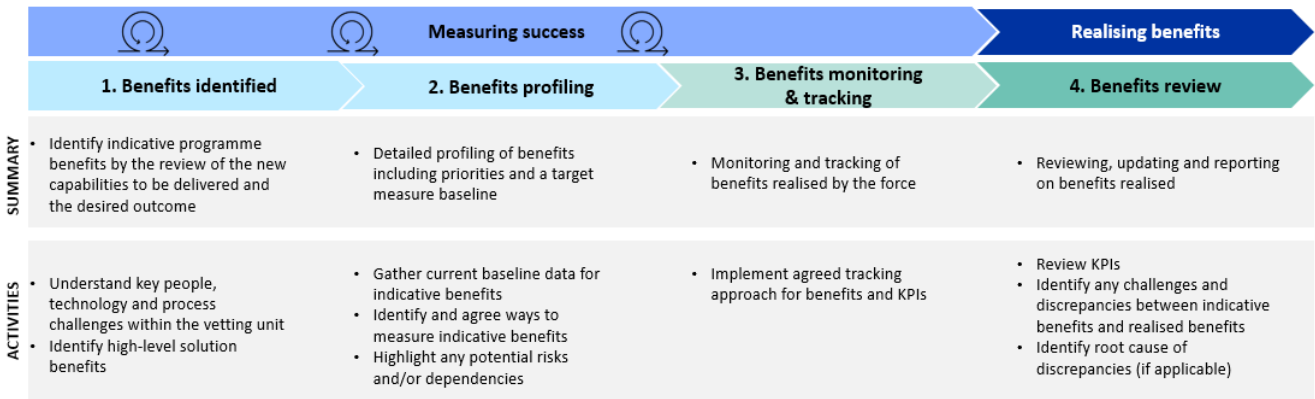 Measuring success
Realising benefits
1. Benefits identified
2. Benefits profiling
3. Benefits monitoring
& tracking
4. Benefits review
SUMMARY
• Identify indicative programme
benefits by the review of the new
capabilities to be delivered and
the desired outcome
• Detailed profiling of benefits
including priorities and a target
measure baseline
• Monitoring and tracking of
benefits realised by the force
• Reviewing, updating and reporting
on benefits realised
ACTIVITIES
• Understand key people,
technology and process
challenges within the vetting unit
• Identify high-level solution
benefits
• Gather current baseline data for
indicative benefits
• Identify and agree ways to
measure indicative benefits
• Highlight any potential risks
and/or dependencies
• Implement agreed tracking
approach for benefits and KPIs
• Review KPIs
• Identify any challenges and
discrepancies between indicative
benefits and realised benefits
• Identify root cause of
discrepancies (if applicable)